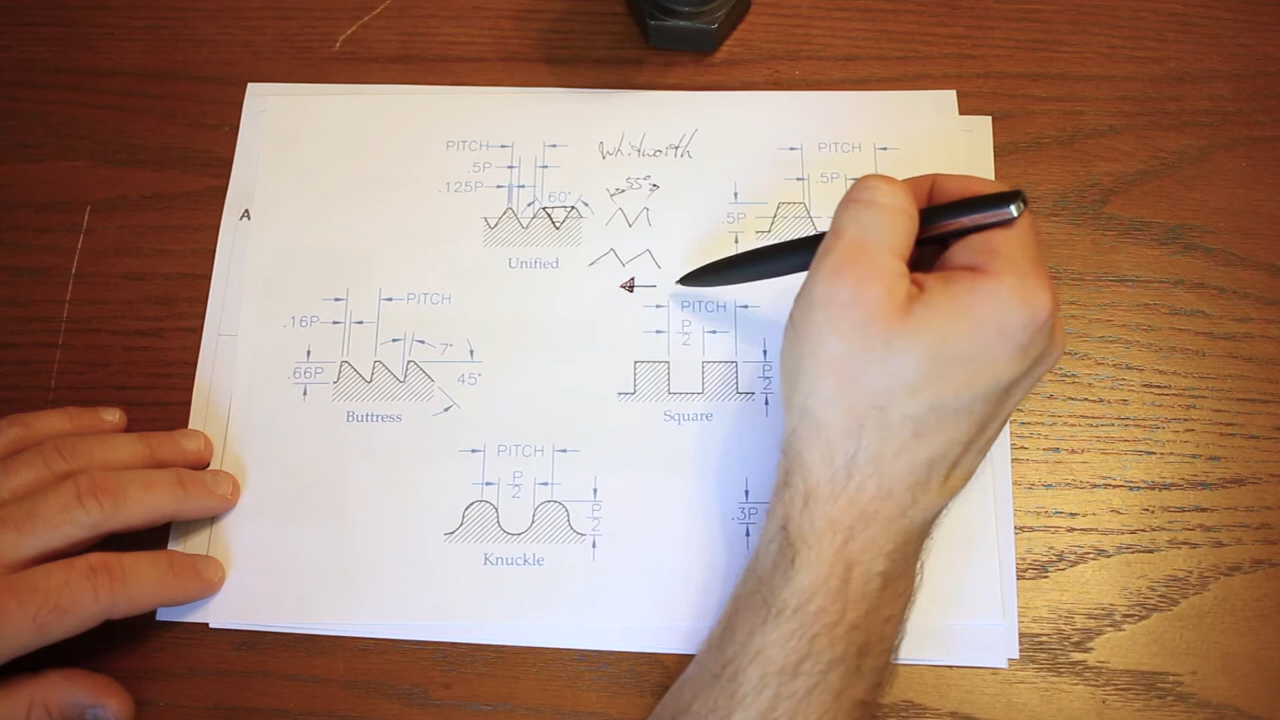 A
PITCH
.5P
.125P
60°
Unified
Whitworth
55°
PITCH
.5P
.5P
PITCH
.16P
7°
.66P
45°
Buttress
PITCH
P
2
P
2
Square
PITCH
P
2
P
2
Knuckle
.3P